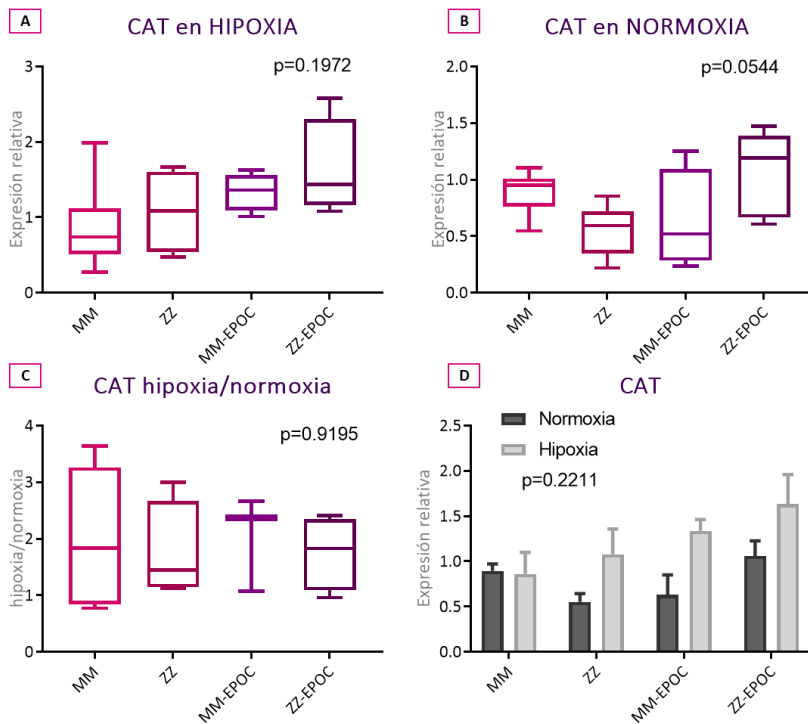 A
CAT en HIPOXIA
p=0.1972
Expresión relativa
3
2
1
0
MM
ZZ
MM-EPOC
ZZ-EPOC
B
CAT en NORMOXIA
p=0.0544
Expresión relativa
2.0
1.5
1.0
0.5
0.0
MM
ZZ
MM-EPOC
ZZ-EPOC
C
CAT hipoxia/normoxia
p=0.9195
hipoxia/normoxia
4
3
2
1
0
MM
ZZ
MM-EPOC
ZZ-EPOC
D
CAT
Normoxia
Hipoxia
p=0.2211
Expresión relativa
2.5
2.0
1.5
1.0
0.5
0.0
MM
ZZ
MM-EPOC
ZZ-EPOC